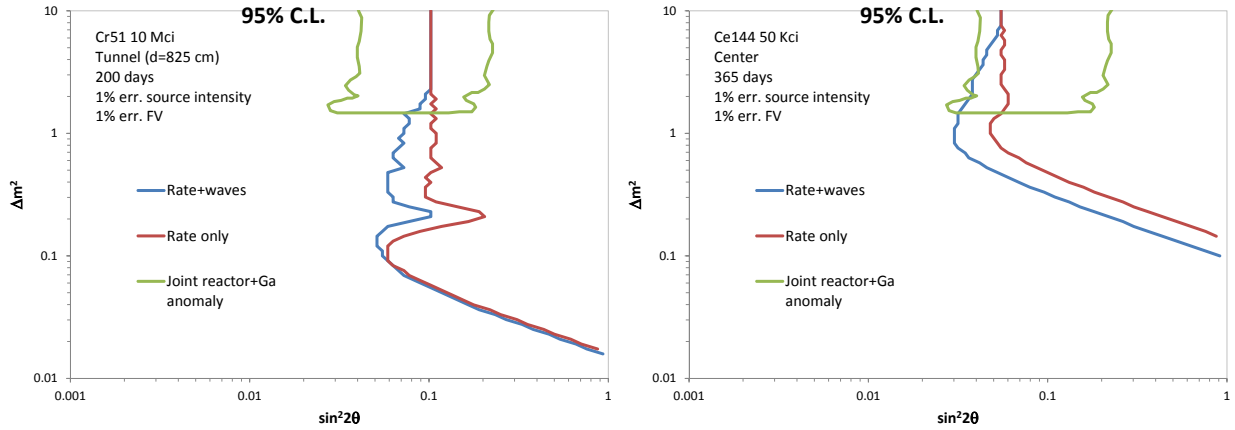 95% C.L.
Cr51 10 Mci
Tunnel (d=825 cm)
200 days
1% err. source intensity
1% err. FV
Rate+waves
Rate only
Joint reactor+Ga
anomaly
Δm²
10
1
0.1
0.01
0.001
0.01
0.1
1
sin²2θ
95% C.L.
Ce144 50 Kci
Center
365 days
1% err. source intensity
1% err. FV
Rate+waves
Rate only
Joint reactor+Ga
anomaly
Δm²
10
1
0.1
0.01
0.001
0.01
0.1
1
sin²2θ